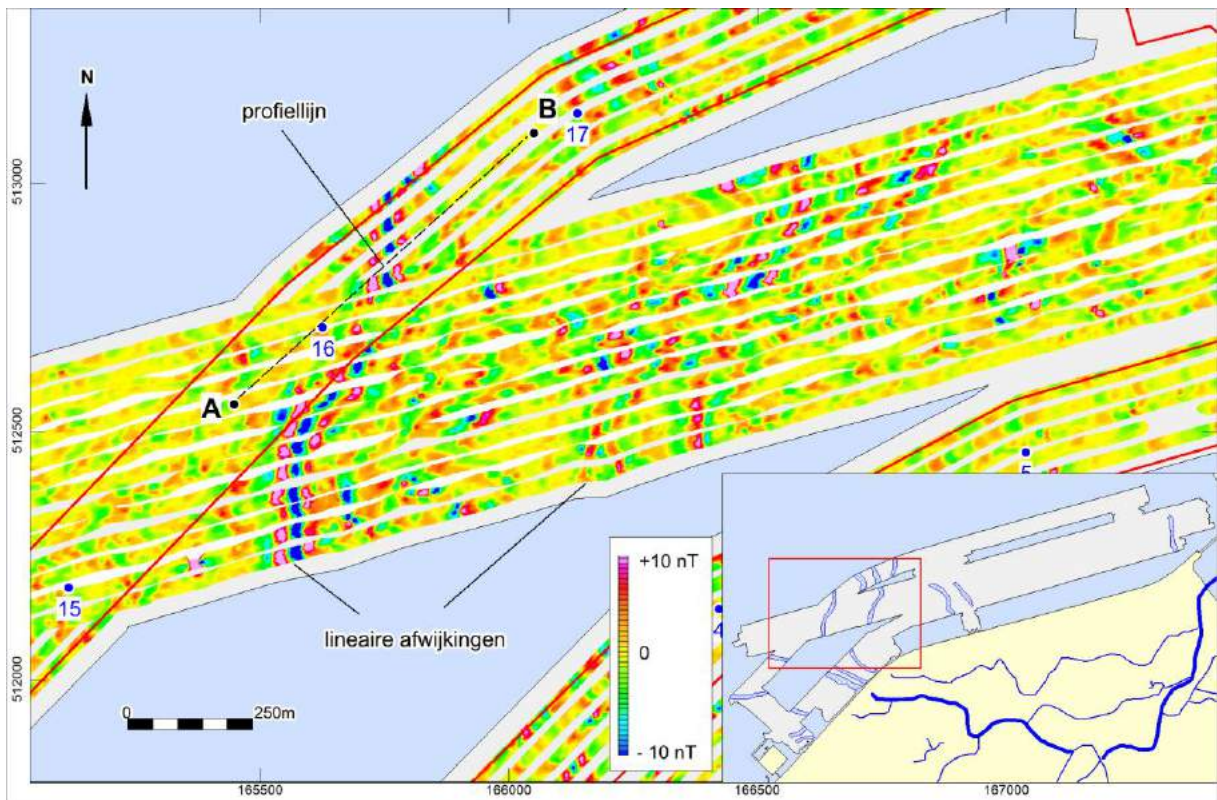 N
profiellijn
B
17
513000
16
A
512500
5
+10 nT
0
- 10 nT
15
4
lineaire afwijkingen
512000
0 250m
165500 166000 166500 167000